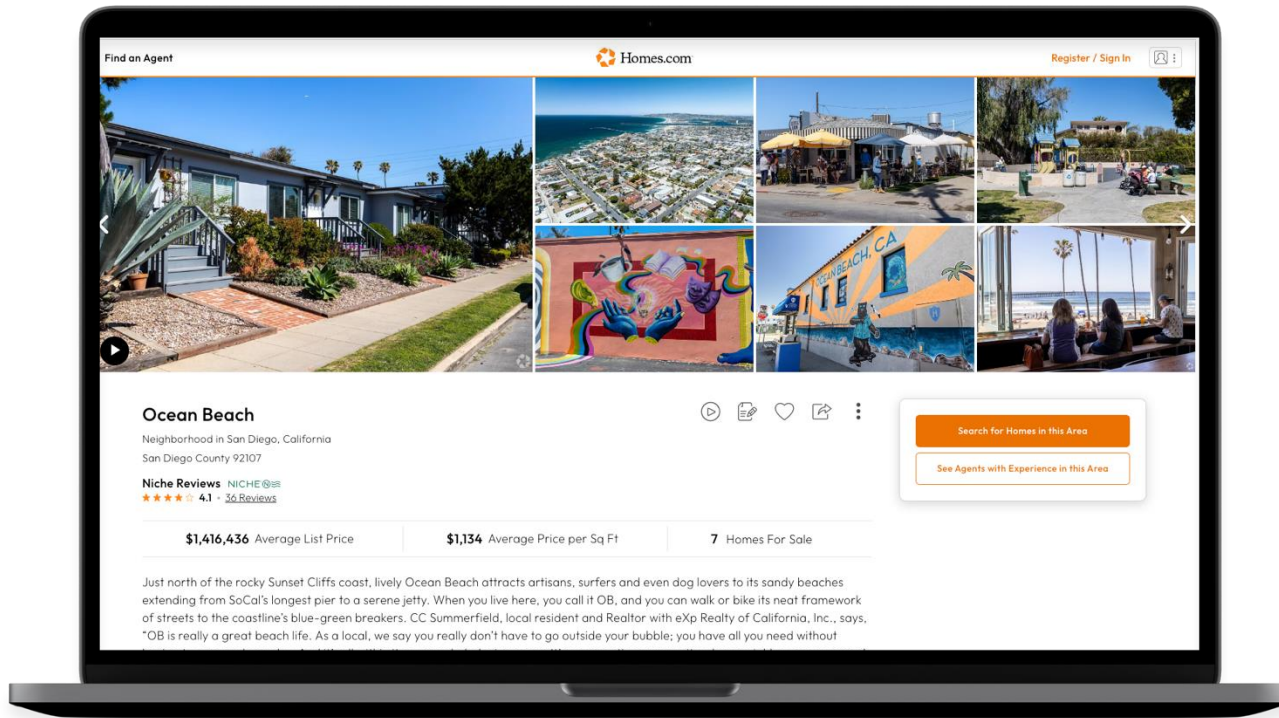 Find an Agent
Homes.com
Register / Sign In
OCEAN BEACH, CA
Ocean Beach
Neighborhood in San Diego, California
San Diego County 92107
Niche Reviews NICHE
4.1 • 36 Reviews
Search for Homes in this Area
See Agents with Experience in this Area
$1,416,436 Average List Price
$1,134 Average Price per Sq Ft
7 Homes For Sale
Just north of the rocky Sunset Cliffs coast, lively Ocean Beach attracts artisans, surfers and even dog lovers to its sandy beaches
extending from SoCal's longest pier to a serene jetty. When you live here, you call it OB, and you can walk or bike its neat framework
of streets to the coastline's blue-green breakers. CC Summerfield, local resident and Realtor with eXp Realty of California, Inc., says,
"OB is really a great beach life. As a local, we say you really don't have to go outside your bubble; you have all you need without